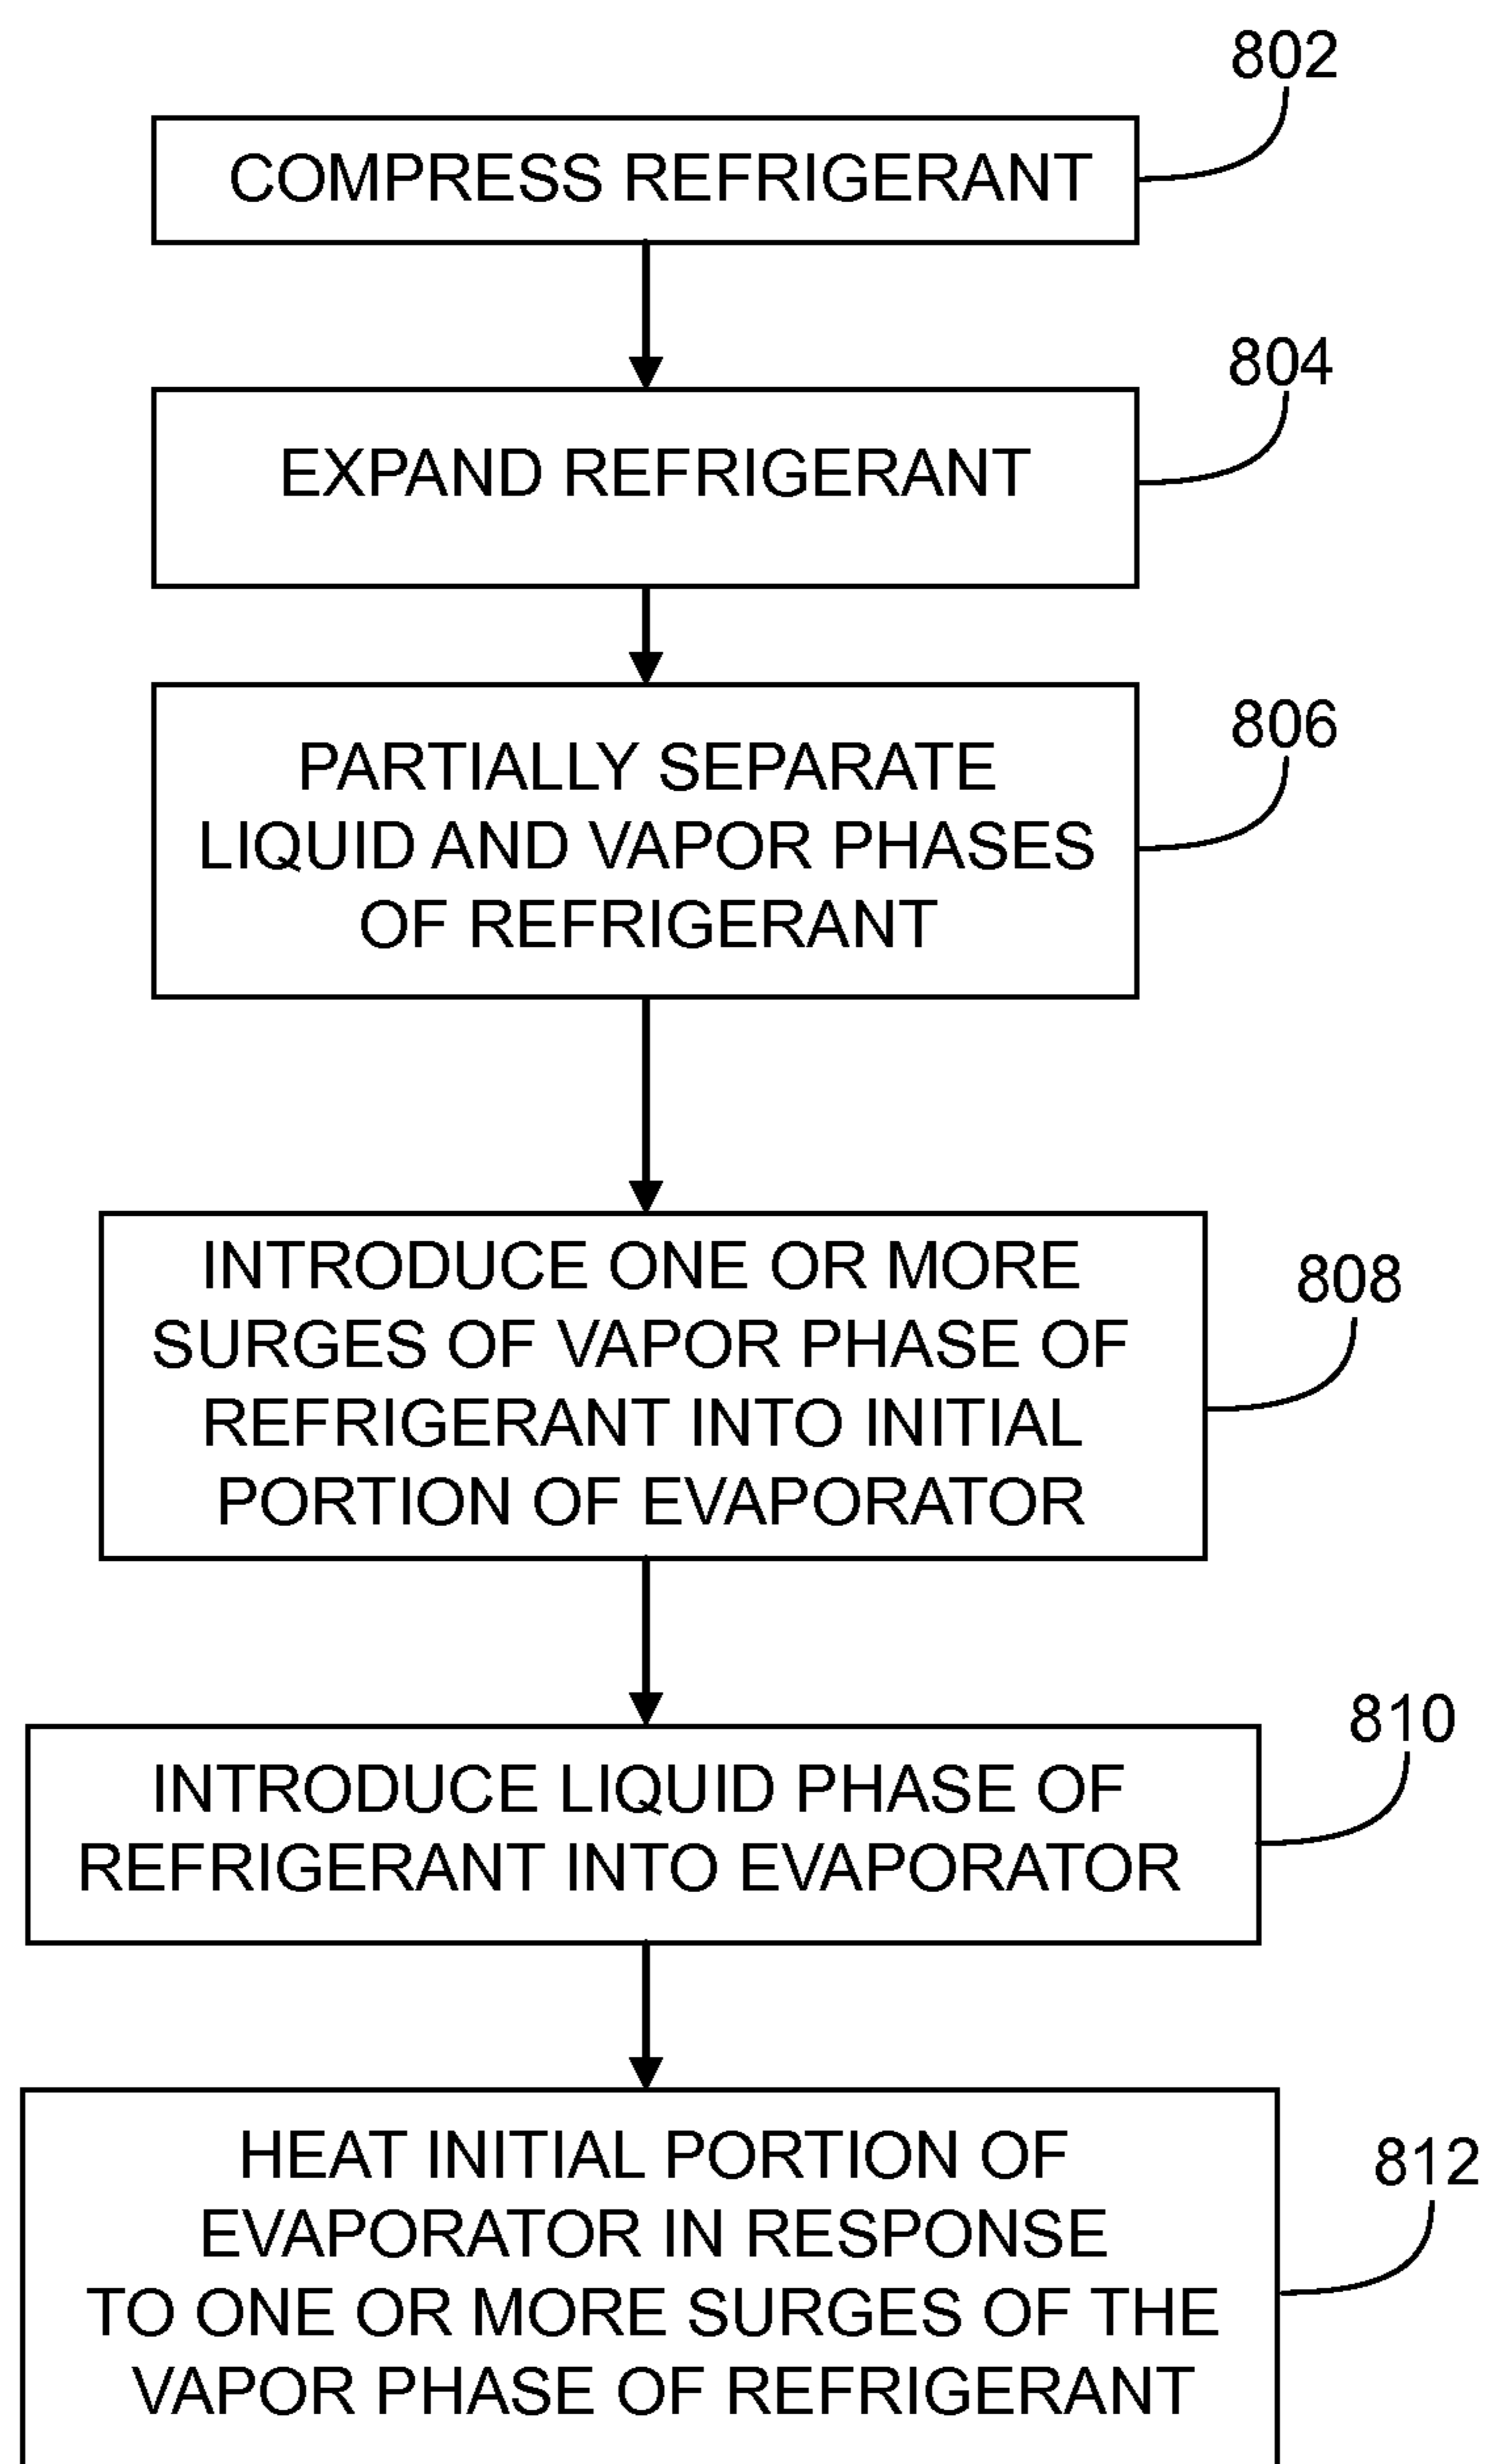 802
COMPRESS REFRIGERANT
804
EXPAND REFRIGERANT
806
PARTIALLY SEPARATE
LIQUID AND VAPOR PHASES
OF REFRIGERANT
808
INTRODUCE ONE OR MORE
SURGES OF VAPOR PHASE OF
REFRIGERANT INTO INITIAL
PORTION OF EVAPORATOR
810
INTRODUCE LIQUID PHASE OF
REFRIGERANT INTO EVAPORATOR
812
HEAT INITIAL PORTION OF
EVAPORATOR IN RESPONSE
TO ONE OR MORE SURGES OF THE
VAPOR PHASE OF REFRIGERANT